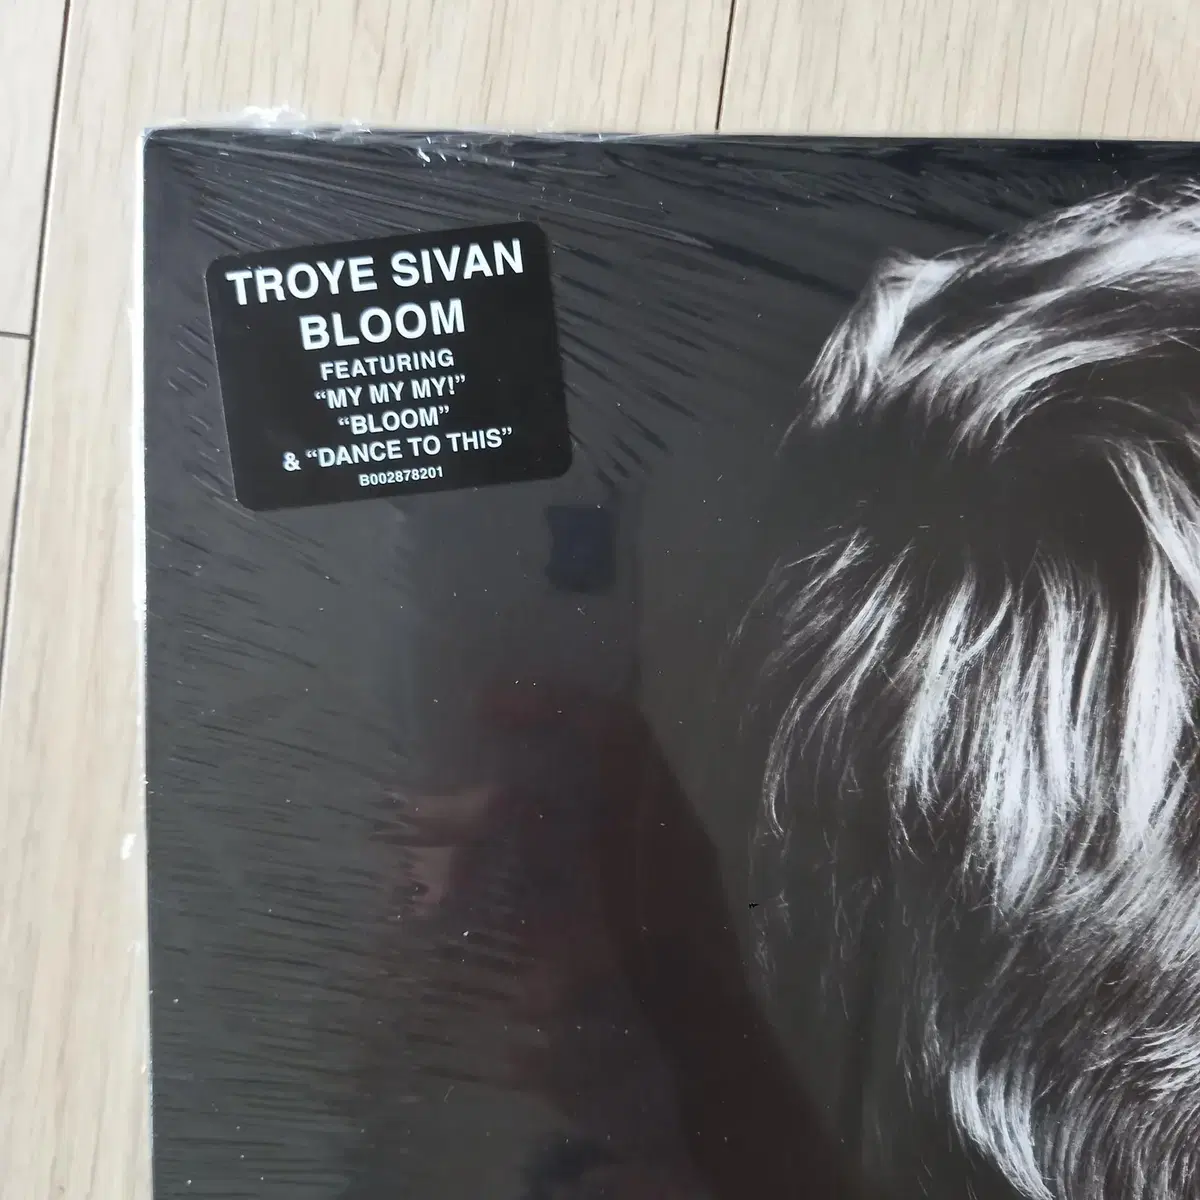 TROYE SIVAN
BLOOM
FEATURING
“MY MY MY!”
“BLOOM”
& “DANCE TO THIS”
B002878201